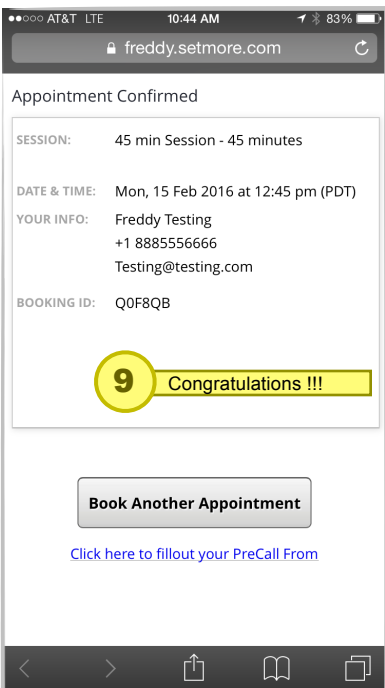 AT&T LTE 10:44 AM 83%
freddy.setmore.com
Appointment Confirmed
SESSION: 45 min Session - 45 minutes
DATE & TIME: Mon, 15 Feb 2016 at 12:45 pm (PDT)
YOUR INFO: Freddy Testing
+1 8885556666
Testing@testing.com
BOOKING ID: Q0F8QB
9 Congratulations !!!
Book Another Appointment
Click here to fillout your PreCall From